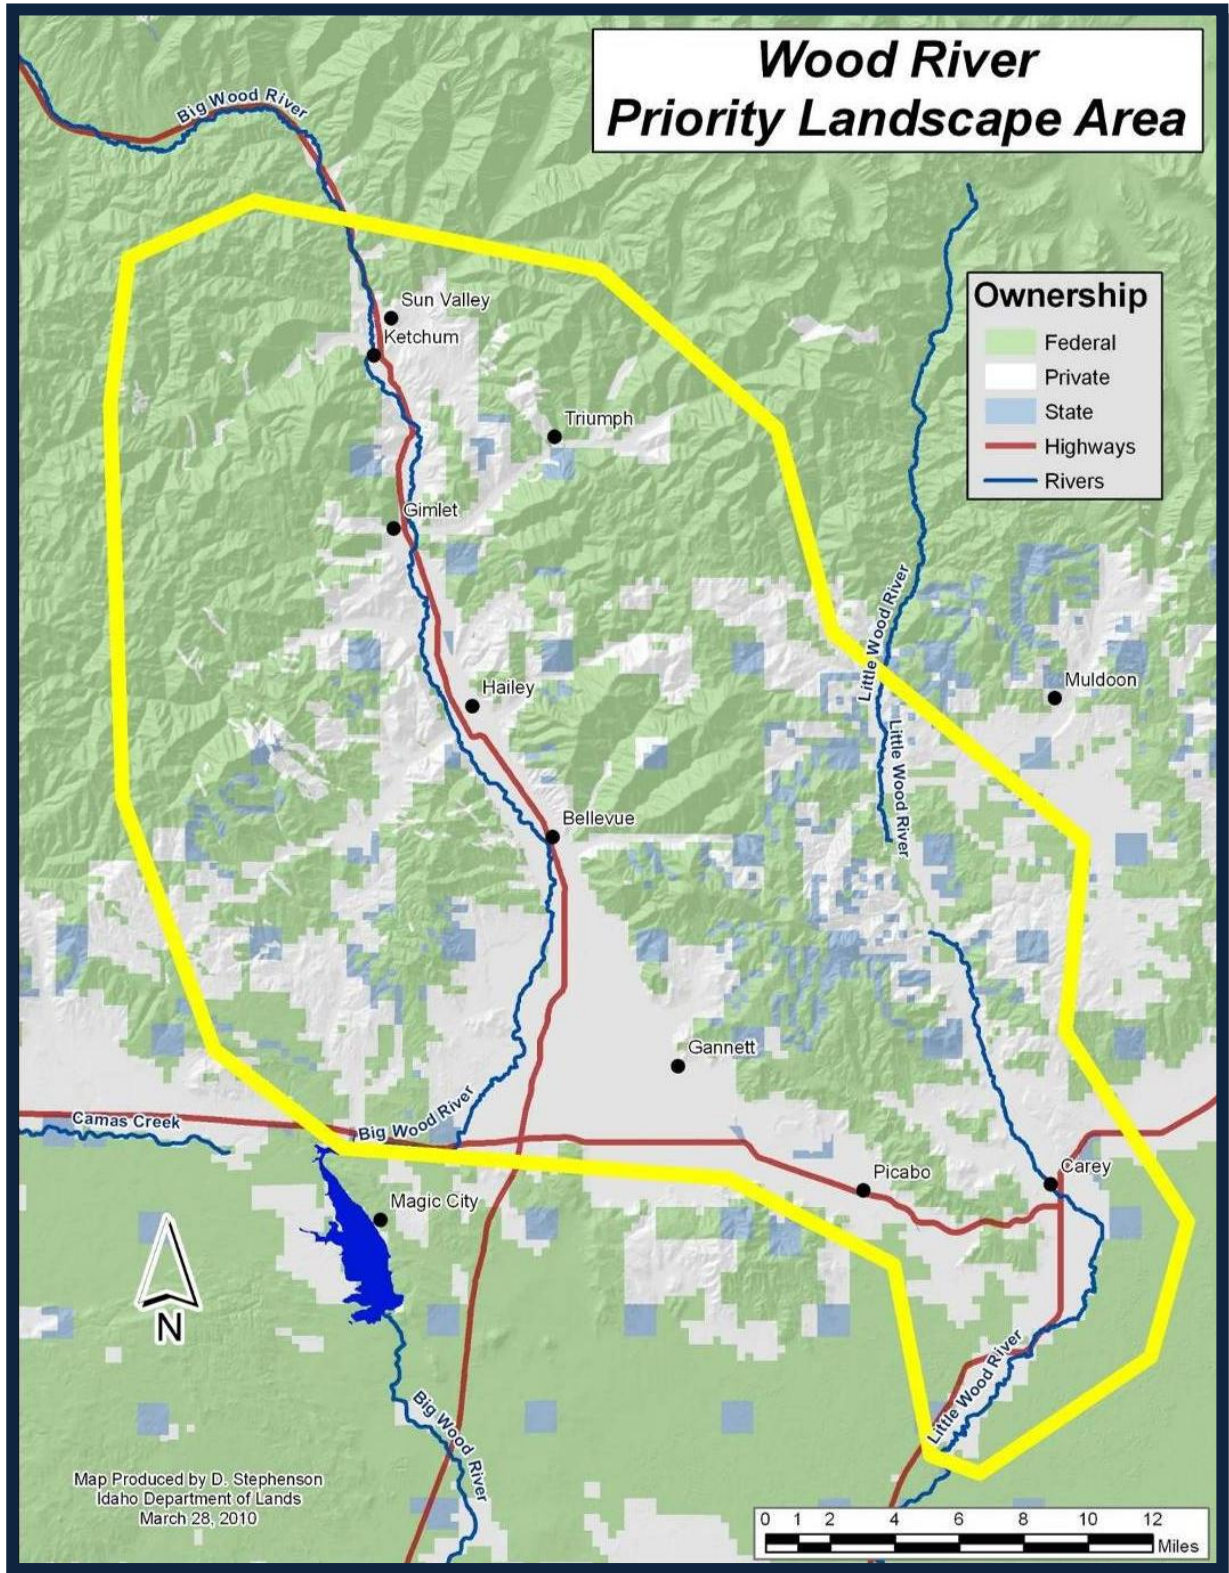 Wood River
Priority Landscape Area
Big Wood River
Ownership
Federal
Private
State
Highways
Rivers
Sun Valley
Ketchum
Triumph
Gimlet
Little Wood River
Muldoon
Hailey
Little Wood River
Bellevue
Gannett
Camas Creek
Big Wood River
Picabo
Carey
Magic City
N
Little Wood River
Big Wood River
Map Produced by D. Stephenson
Idaho Department of Lands
March 28, 2010
0 1 2 4 6 8 10 12
Miles